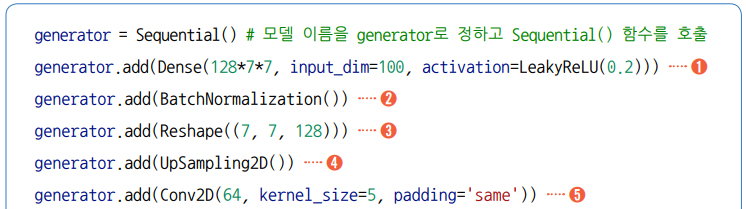 generator = Sequential() # 모델 이름을 generator로 정하고 Sequential() 함수를 호출
generator.add(Dense(128*7*7, input_dim=100, activation=LeakyReLU(0.2))) ····· ❶
generator.add(BatchNormalization()) ····· ❷
generator.add(Reshape((7, 7, 128))) ····· ❸
generator.add(UpSampling2D()) ····· ❹
generator.add(Conv2D(64, kernel_size=5, padding='same')) ····· ❺